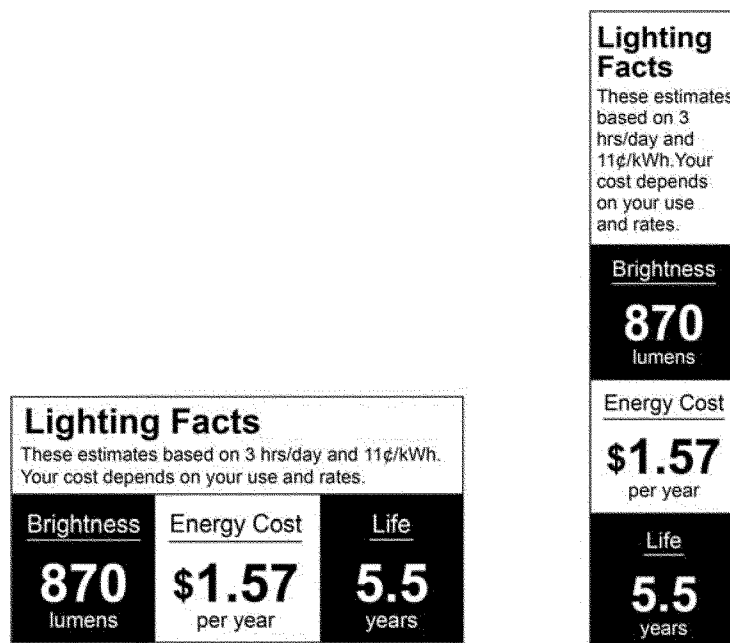 Lighting Facts
These estimates based on 3 hrs/day and 11¢/kWh.
Your cost depends on your use and rates.
Brightness
870
lumens
Energy Cost
$1.57
per year
Life
5.5
years
Lighting
Facts
These estimates
based on 3
hrs/day and
11¢/kWh.Your
cost depends
on your use
and rates.
Brightness
870
lumens
Energy Cost
$1.57
per year
Life
5.5
years